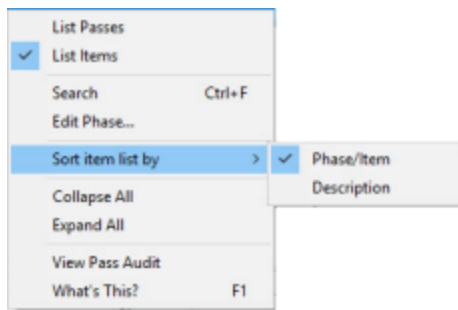 List Passes
List Items
Search Ctrl+F
Edit Phase...
Sort item list by
Phase/Item
Description
Collapse All
Expand All
View Pass Audit
What's This? F1